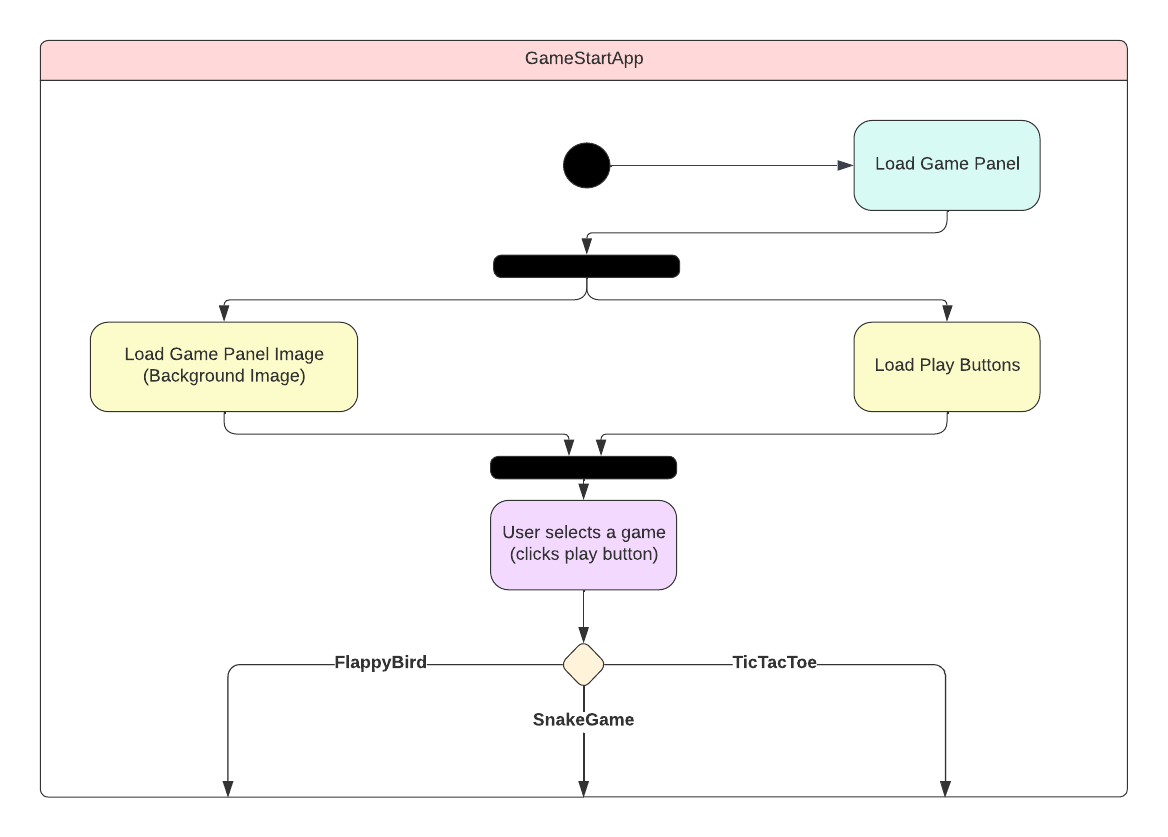 GameStartApp
Load Game Panel
Load Game Panel Image
(Background Image)
Load Play Buttons
User selects a game
(clicks play button)
FlappyBird
TicTacToe
SnakeGame